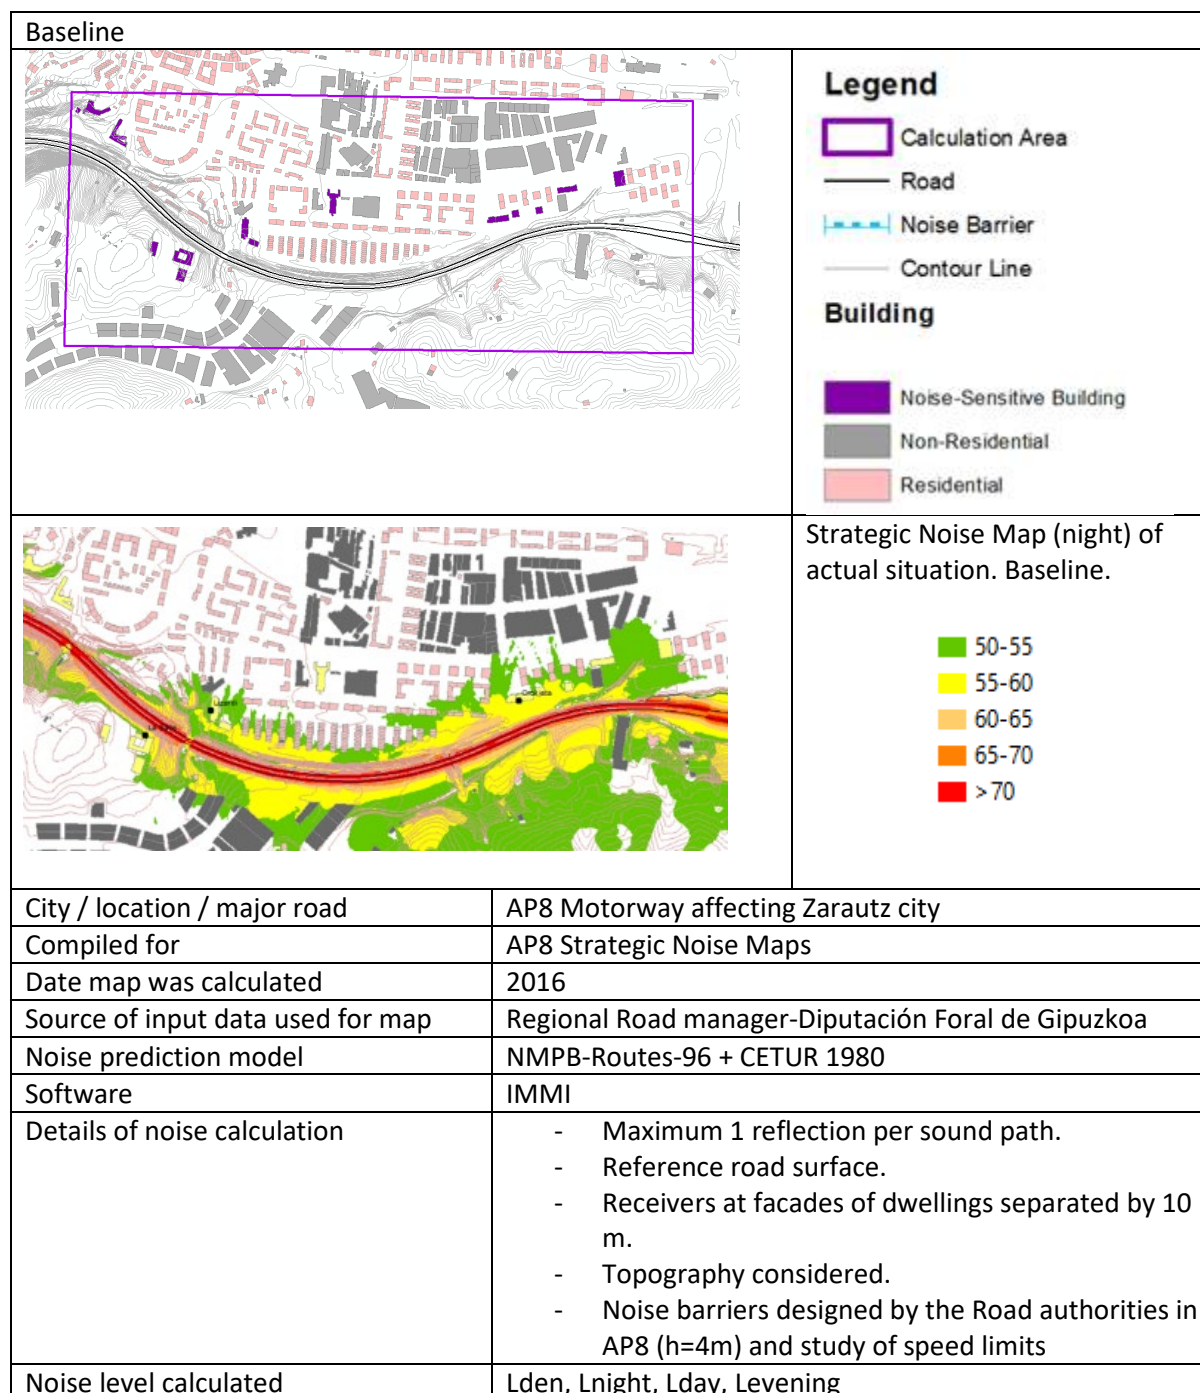 Baseline
Legend
Calculation Area
Road
Noise Barrier
Contour Line
Building
Noise-Sensitive Building
Non-Residential
Residential
Strategic Noise Map (night) of
actual situation. Baseline.
50-55
55-60
60-65
65-70
>70
City / location / major road
AP8 Motorway affecting Zarautz city
Compiled for
AP8 Strategic Noise Maps
Date map was calculated
2016
Source of input data used for map
Regional Road manager-Diputación Foral de Gipuzkoa
Noise prediction model
NMPB-Routes-96 + CETUR 1980
Software
IMMI
Details of noise calculation
- Maximum 1 reflection per sound path.
- Reference road surface.
- Receivers at facades of dwellings separated by 10
m.
- Topography considered.
- Noise barriers designed by the Road authorities in
AP8 (h=4m) and study of speed limits
Noise level calculated
Lden, Lnight, Lday, Levening